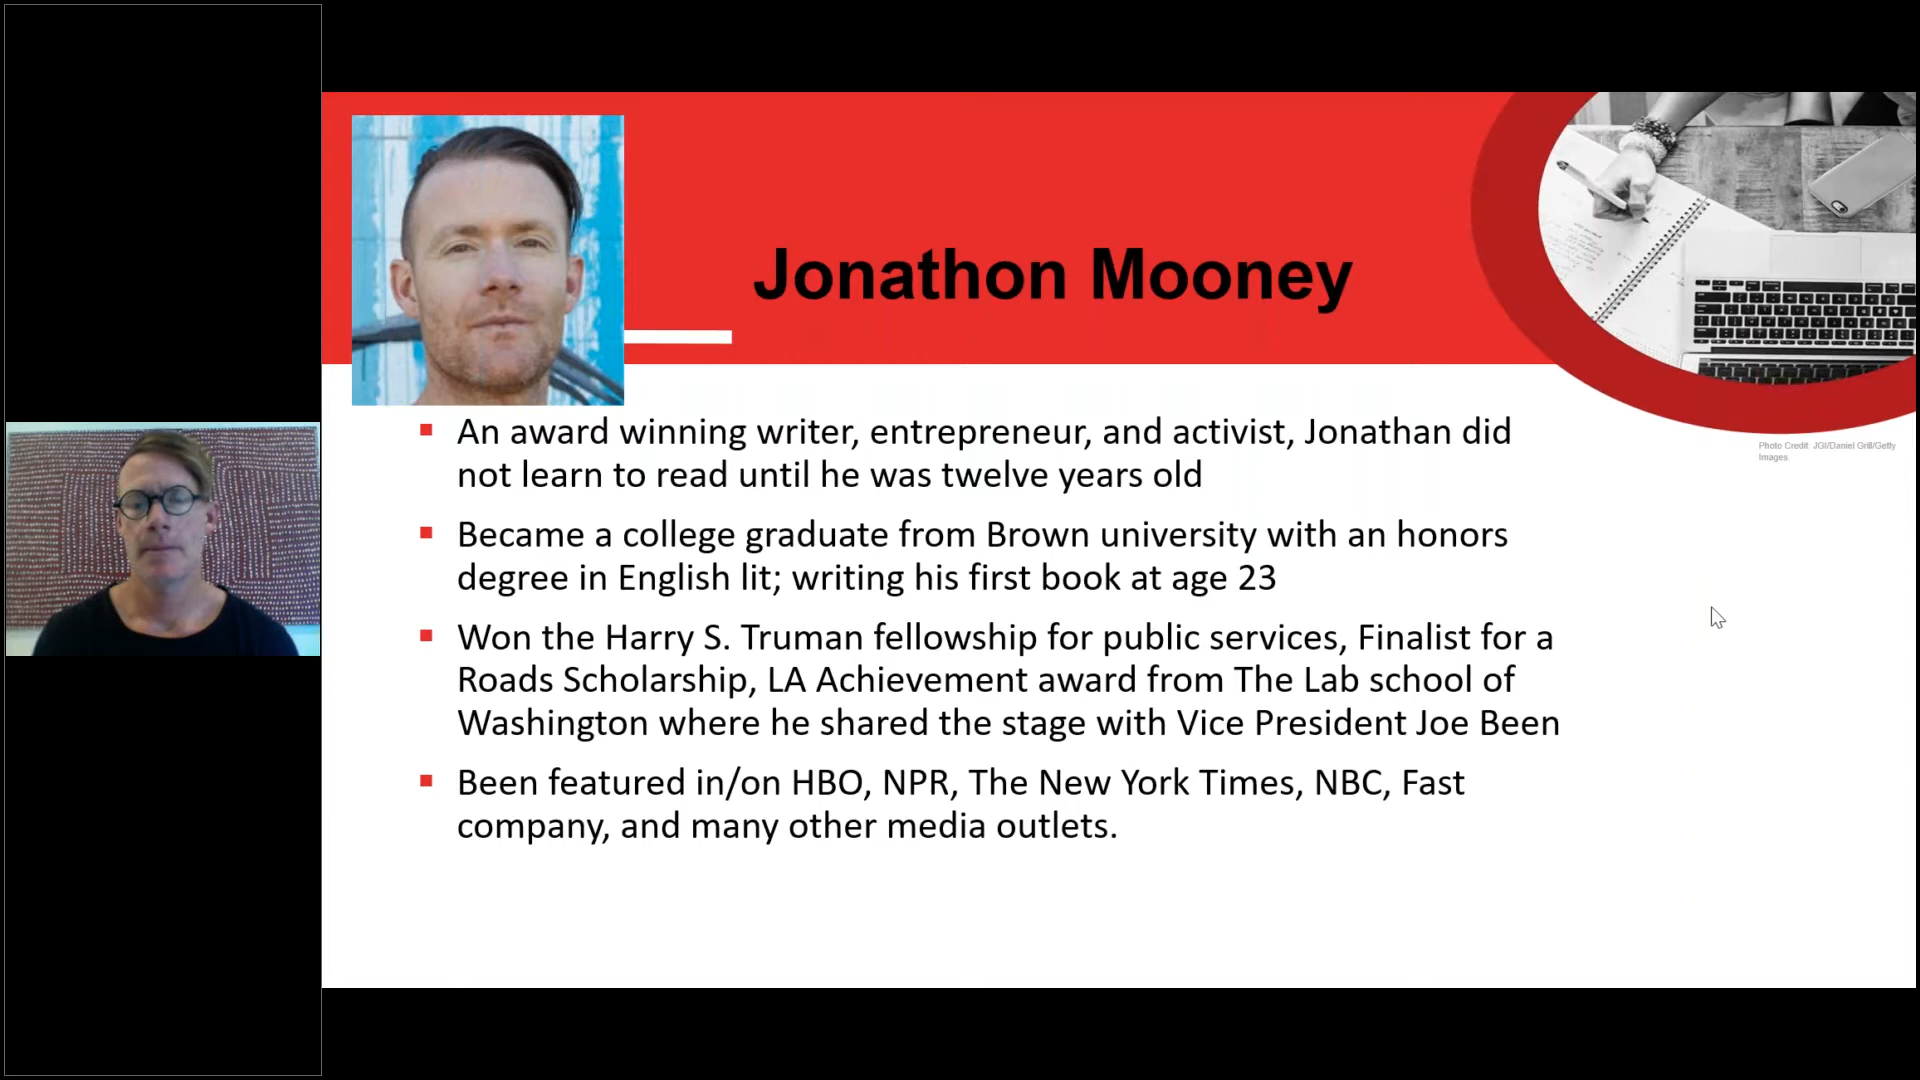 Jonathon Mooney
An award winning writer, entrepreneur, and activist, Jonathan did
not learn to read until he was twelve years old
Became a college graduate from Brown university with an honors
degree in English lit; writing his first book at age 23
Won the Harry S. Truman fellowship for public services, Finalist for a
Roads Scholarship, LA Achievement award from The Lab school of
Washington where he shared the stage with Vice President Joe Been
Been featured in/on HBO, NPR, The New York Times, NBC, Fast
company, and many other media outlets.
Photo Credit: JGI/Daniel Grill/Getty
Images